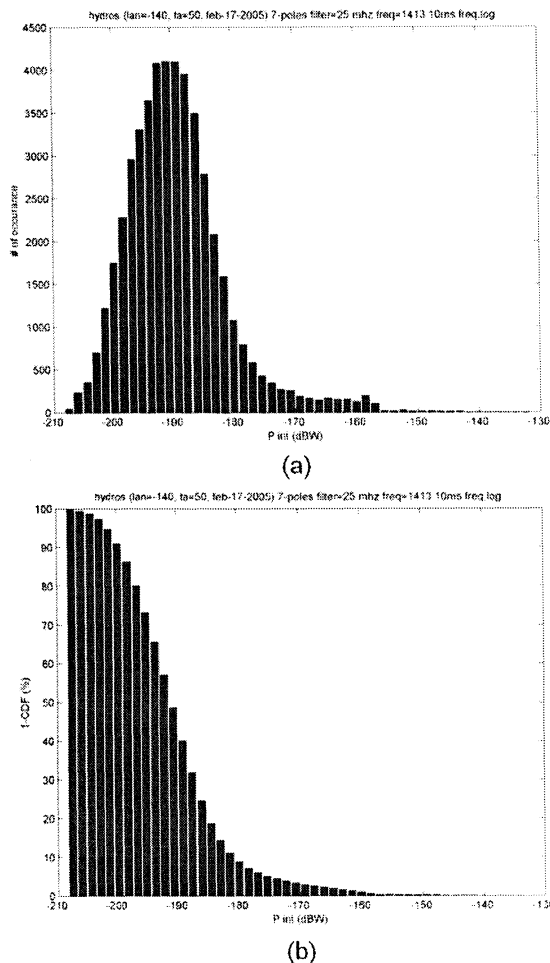 hydros (lan=-140, ta=50, feb-17-2005) 7-poles filter=25 mhz freq=1413 10ms freq.log
4500
4000
3500
3000
2500
2000
1500
1000
500
0
# of occurance
-210 -200 -190 -180 -170 -160 -150 -140 -130
P int (dBW)
(a)
hydros (lan=-140, ta=50, feb-17-2005) 7-poles filter=25 mhz freq=1413 10ms freq.log
100
90
80
70
60
50
40
30
20
10
0
1-CDF (%)
-210 -200 -190 -180 -170 -160 -150 -140 -130
P int (dBW)
(b)